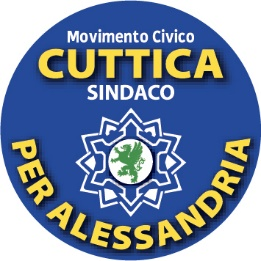 Movimento Civico
CUTTICA
SINDACO
PER ALESSANDRIA